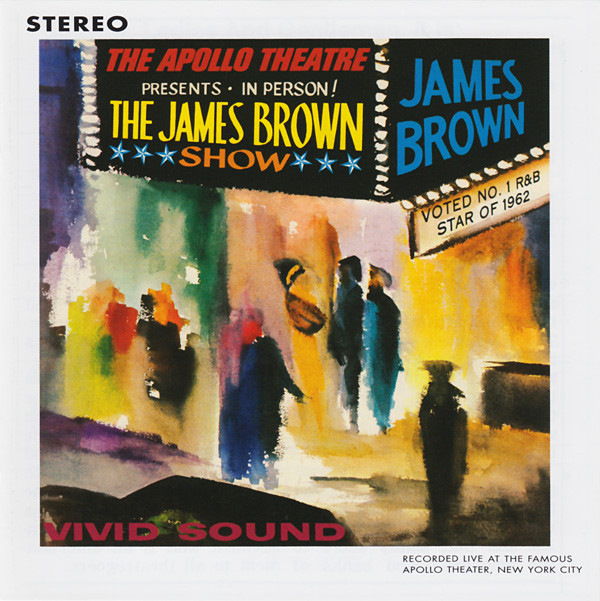 STEREO
THE APOLLO THEATRE
PRESENTS · IN PERSON!
THE JAMES BROWN
SHOW
JAMES
BROWN
VOTED NO. 1 R&B
STAR OF 1962
VIVID SOUND
RECORDED LIVE AT THE FAMOUS
APOLLO THEATER, NEW YORK CITY